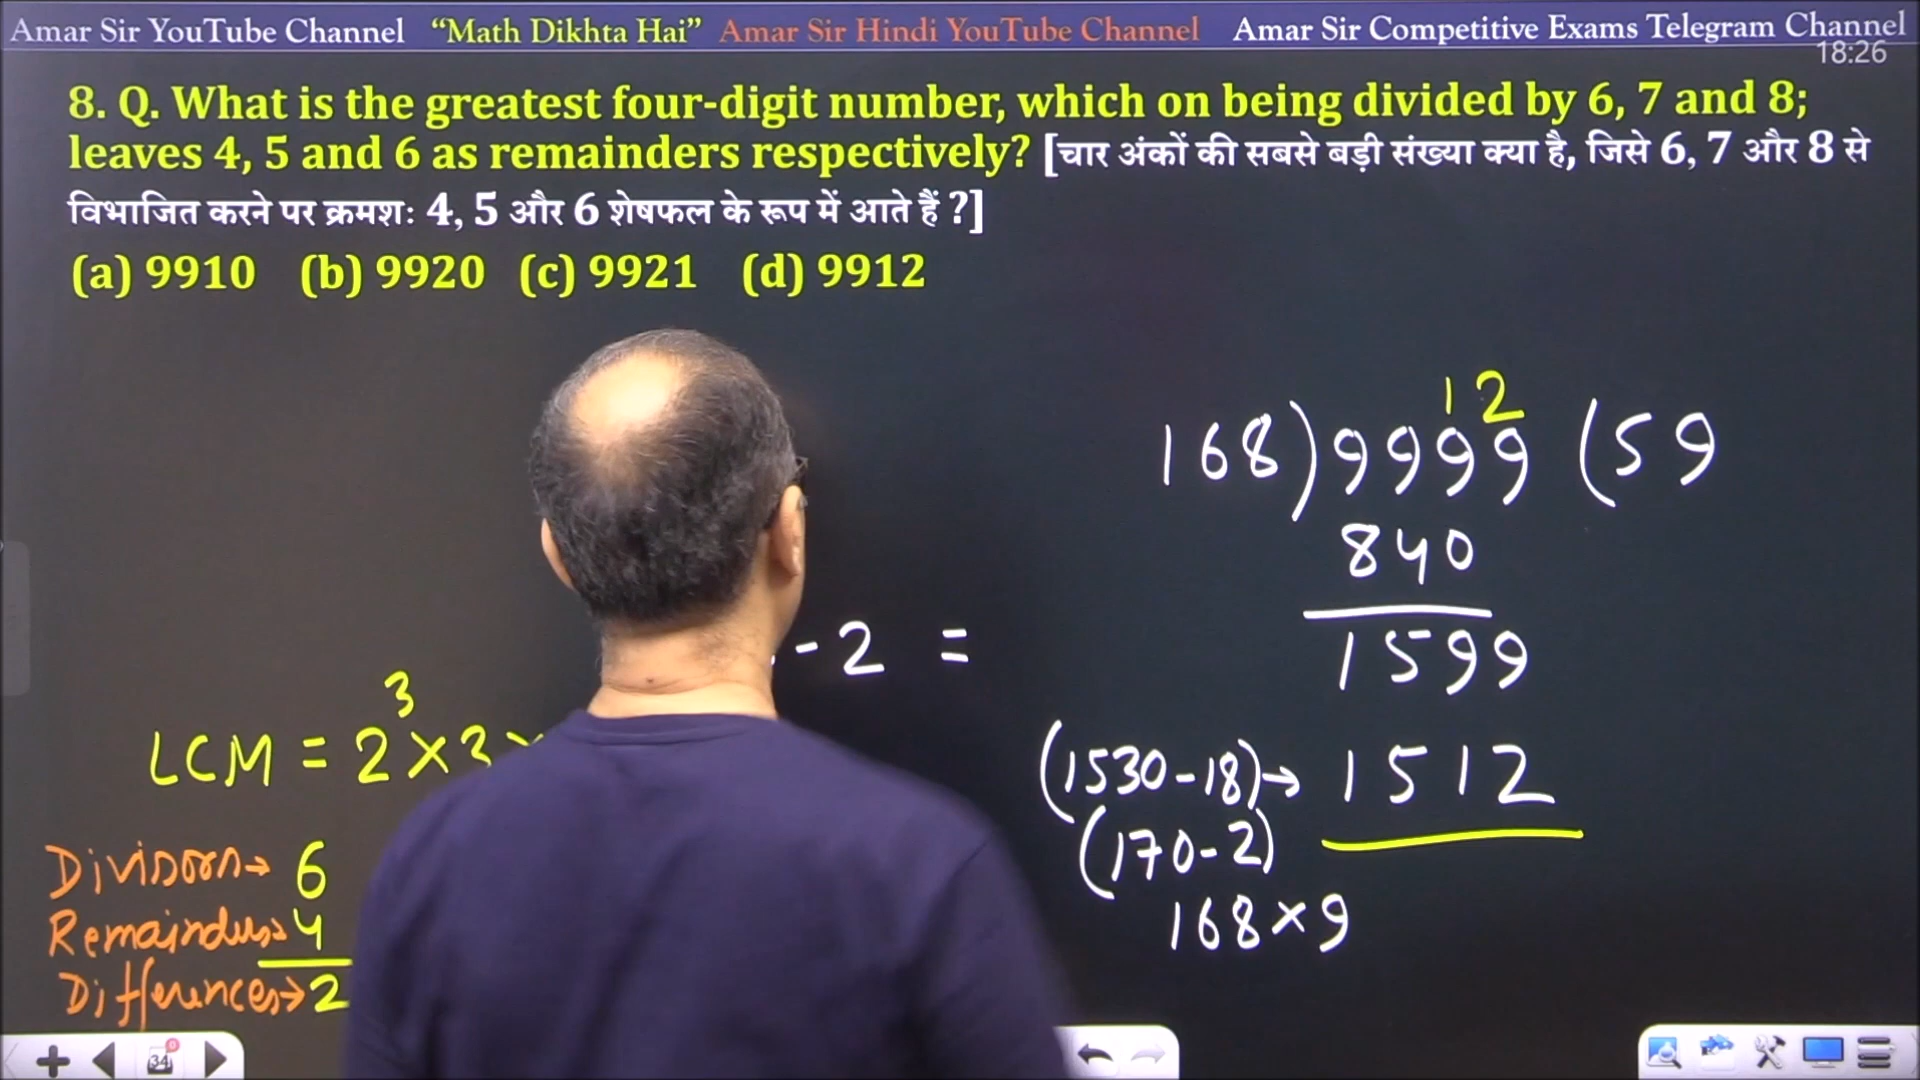 Amar Sir YouTube Channel “Math Dikhta Hai” Amar Sir Hindi YouTube Channel Amar Sir Competitive Exams Telegram Channel
18:26
8. Q. What is the greatest four-digit number, which on being divided by 6, 7 and 8;
leaves 4, 5 and 6 as remainders respectively? [चार अंकों की सबसे बड़ी संख्या क्या है, जिसे 6, 7 और 8 से
विभाजित करने पर क्रमशः 4, 5 और 6 शेषफल के रूप में आते हैं ?]
(a) 9910 (b) 9920 (c) 9921 (d) 9912
12
168)9999(59
840
1599
(1530-18)→ 1512
(170-2)
168×9
-2 =
LCM = 2³×3×
Divisors→ 6
Remainders→ 4
Differences→ 2
34
0